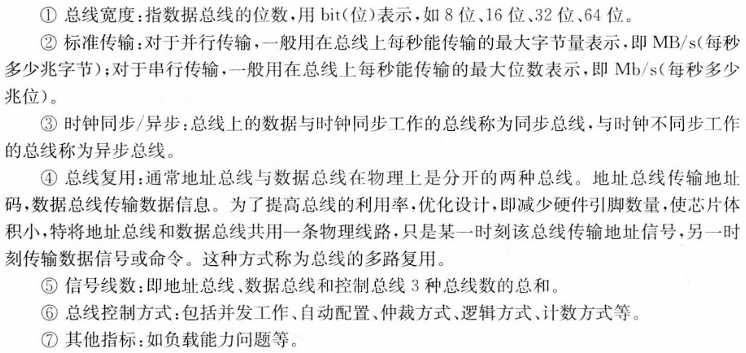 ① 总线宽度:指数据总线的位数,用 bit(位)表示,如 8 位、16 位、32 位、64 位。
② 标准传输:对于并行传输,一般用在总线上每秒能传输的最大字节量表示,即 MB/s(每秒
多少兆字节);对于串行传输,一般用在总线上每秒能传输的最大位数表示,即 Mb/s(每秒多少
兆位)。
③ 时钟同步/异步:总线上的数据与时钟同步工作的总线称为同步总线,与时钟不同步工作
的总线称为异步总线。
④ 总线复用:通常地址总线与数据总线在物理上是分开的两种总线。地址总线传输地址
码,数据总线传输数据信息。为了提高总线的利用率,优化设计,即减少硬件引脚数量,使芯片体
积小,特将地址总线和数据总线共用一条物理线路,只是某一时刻该总线传输地址信号,另一时
刻传输数据信号或命令。这种方式称为总线的多路复用。
⑤ 信号线数:即地址总线、数据总线和控制总线 3 种总线数的总和。
⑥ 总线控制方式:包括并发工作、自动配置、仲裁方式、逻辑方式、计数方式等。
⑦ 其他指标:如负载能力问题等。